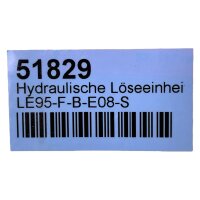 51829
Hydraulische Löseeinhei
LE95-F-B-E08-S